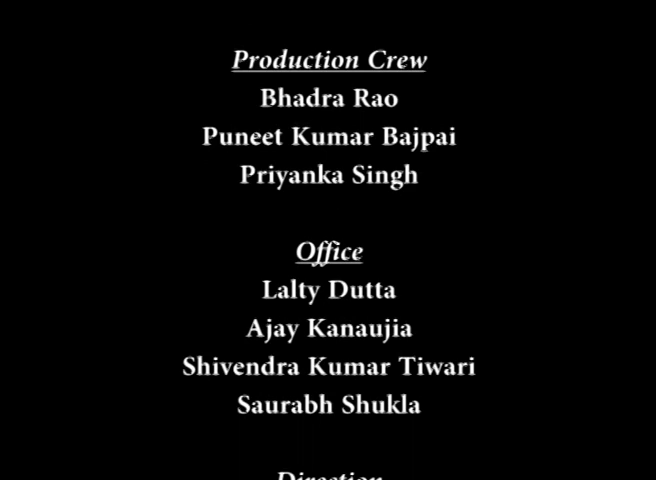 Production Crew
Bhadra Rao
Puneet Kumar Bajpai
Priyanka Singh
Office
Lalty Dutta
Ajay Kanaujia
Shivendra Kumar Tiwari
Saurabh Shukla
Direction